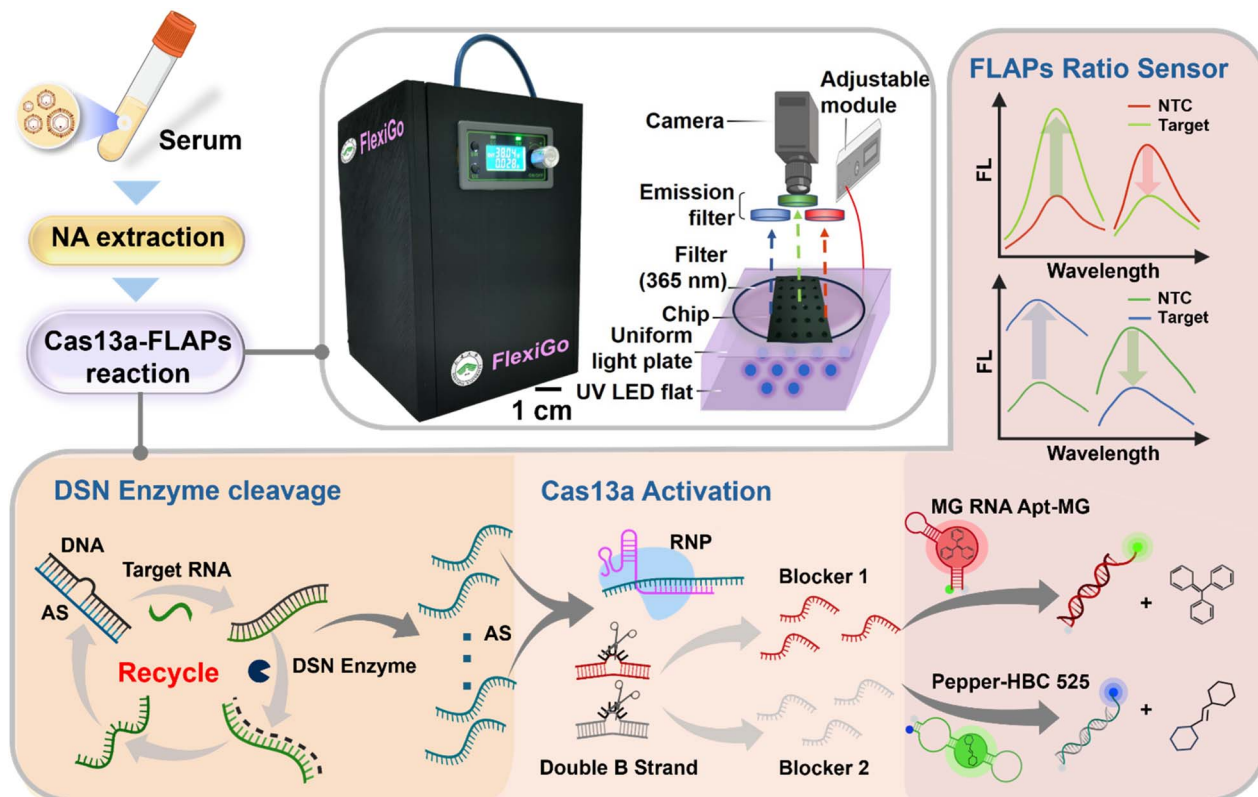 Serum
NA extraction
Cas13a-FLAPs
reaction
FlexiGo
FlexiGo
1 cm
Camera
Adjustable
module
Emission
filter
Filter
(365 nm)
Chip
Uniform
light plate
UV LED flat
FLAPs Ratio Sensor
NTC
Target
FL
Wavelength
NTC
Target
FL
Wavelength
DSN Enzyme cleavage
DNA
Target RNA
AS
Recycle
DSN Enzyme
AS
Cas13a Activation
RNP
Double B Strand
Blocker 1
Blocker 2
MG RNA Apt-MG
+
Pepper-HBC 525
+